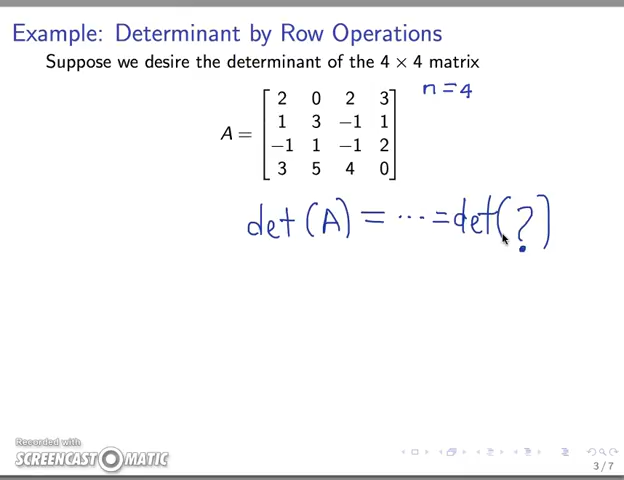 Example: Determinant by Row Operations
Suppose we desire the determinant of the 4 × 4 matrix
n = 4
2 0 2 3
1 3 −1 1
A =
−1 1 −1 2
3 5 4 0
det (A) = ... = det( ? )
Recorded with
SCREENCAST MATIC
3 / 7